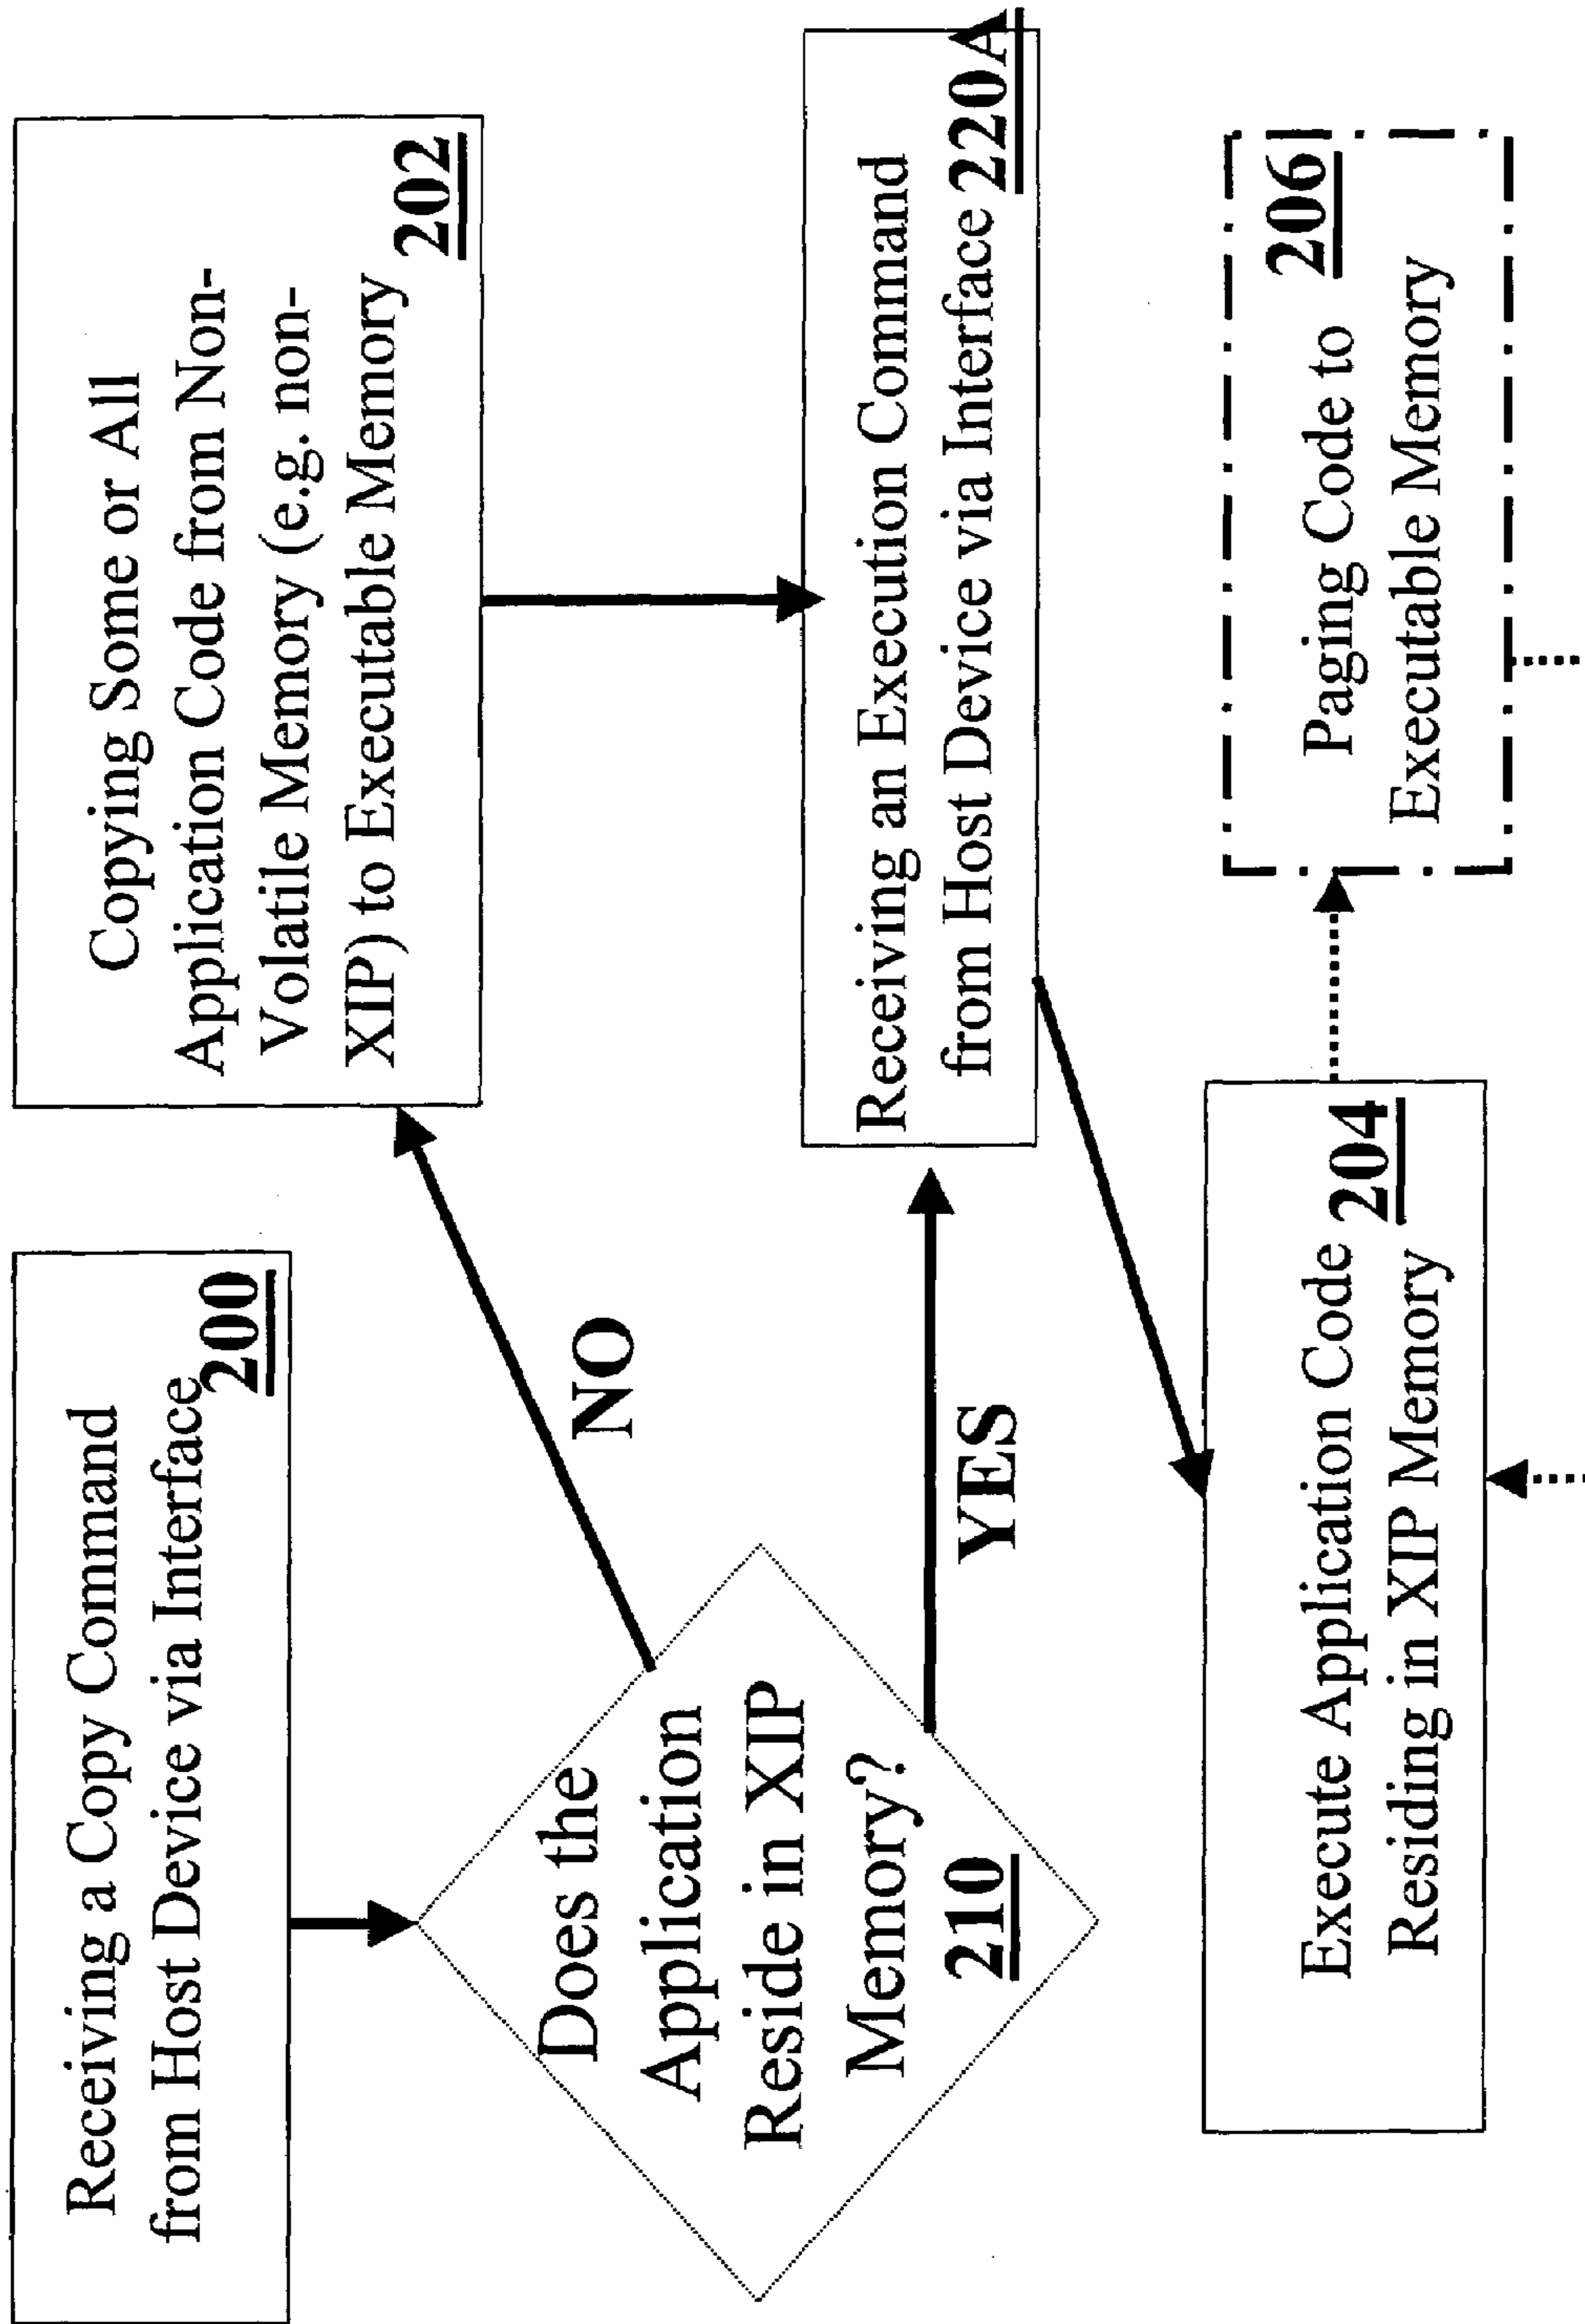 Receiving a Copy Command
from Host Device via Interface
200
Does the
Application
Reside in XIP
Memory?
210
NO
YES
Copying Some or All
Application Code from Non-
Volatile Memory (e.g. non-
XIP) to Executable Memory
202
Receiving an Execution Command
from Host Device via Interface 220A
Execute Application Code 204
Residing in XIP Memory
206
Paging Code to
Executable Memory